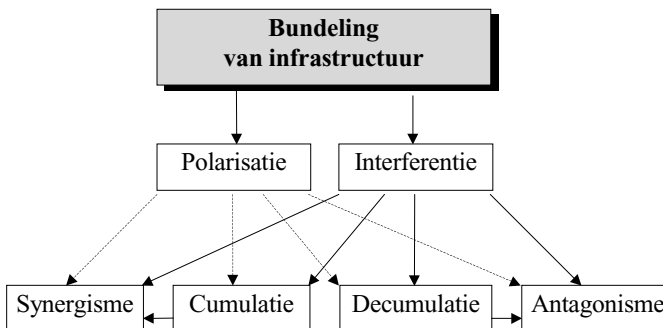 Bundeling
van infrastructuur
Polarisatie
Interferentie
Synergisme
Cumulatie
Decumulatie
Antagonisme